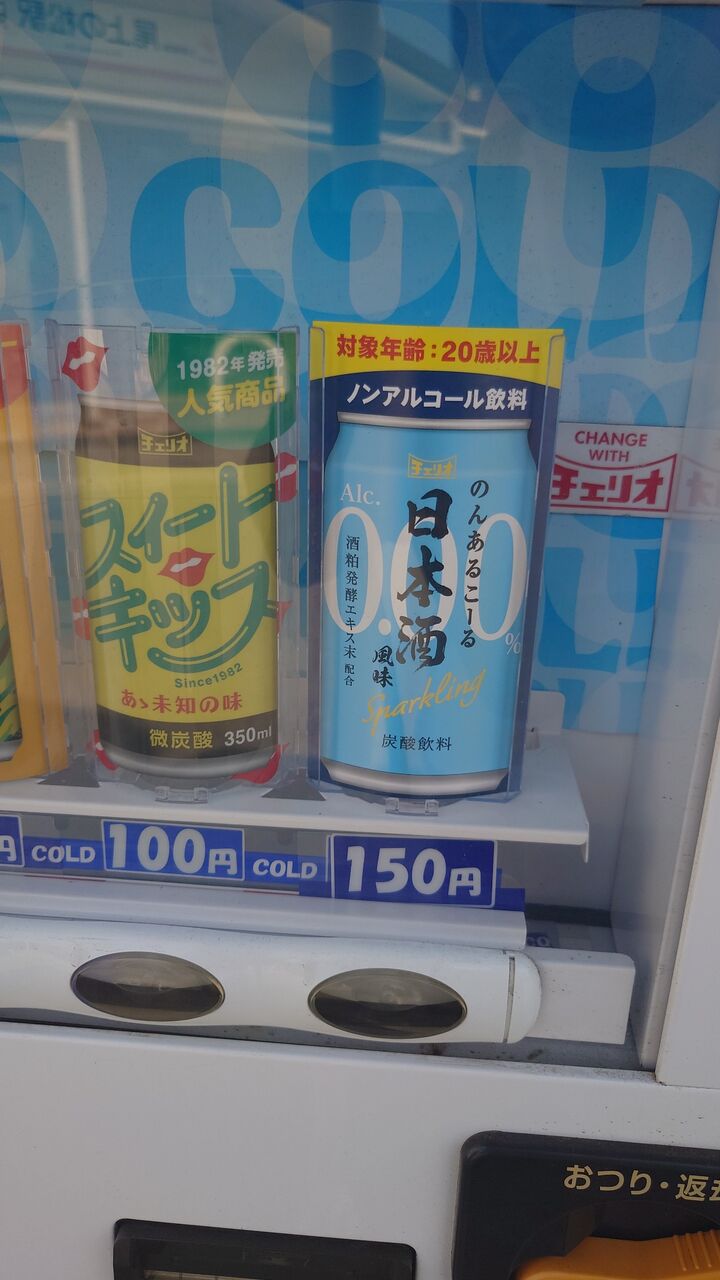 COLD
1982年発売
人気商品
チェリオ
スイート
キッス
Since1982
あゝ未知の味
微炭酸 350ml
対象年齢:20歳以上
ノンアルコール飲料
チェリオ
Alc.
0.00%
のんあるこーる
日本酒
風味
酒粕発酵エキス末 配合
Sparkling
炭酸飲料
CHANGE
WITH
チェリオ
円
COLD
100円
COLD
150円
おつり・返却